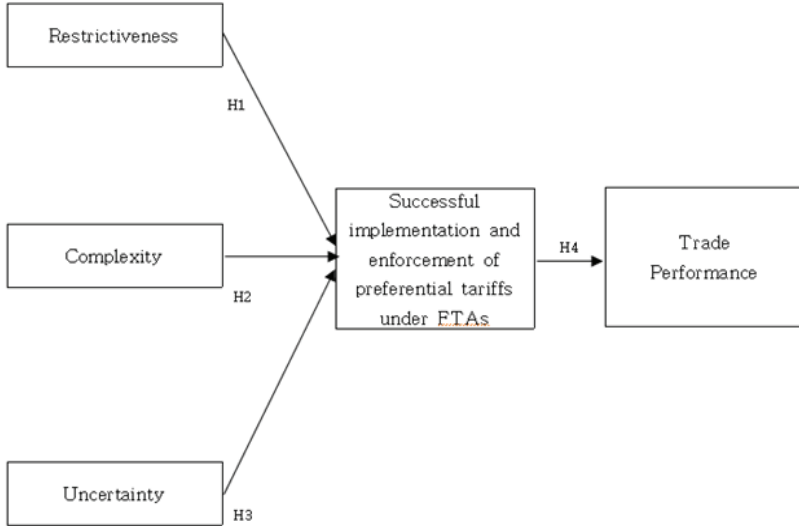 Restrictiveness
H1
Successful
implementation and
enforcement of
preferential tariffs
under FTAs
H4
Trade
Performance
Complexity
H2
Uncertainty
H3